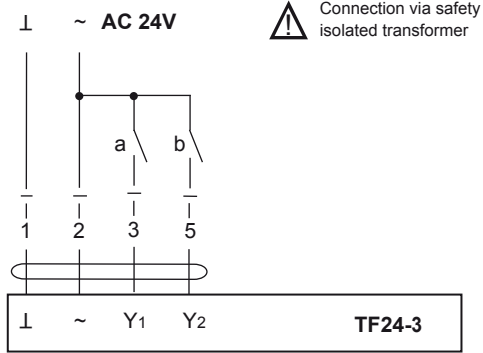 ⊥ ~ AC 24V
Connection via safety
isolated transformer
a b
1 2 3 5
⊥ ~ Y1 Y2 TF24-3